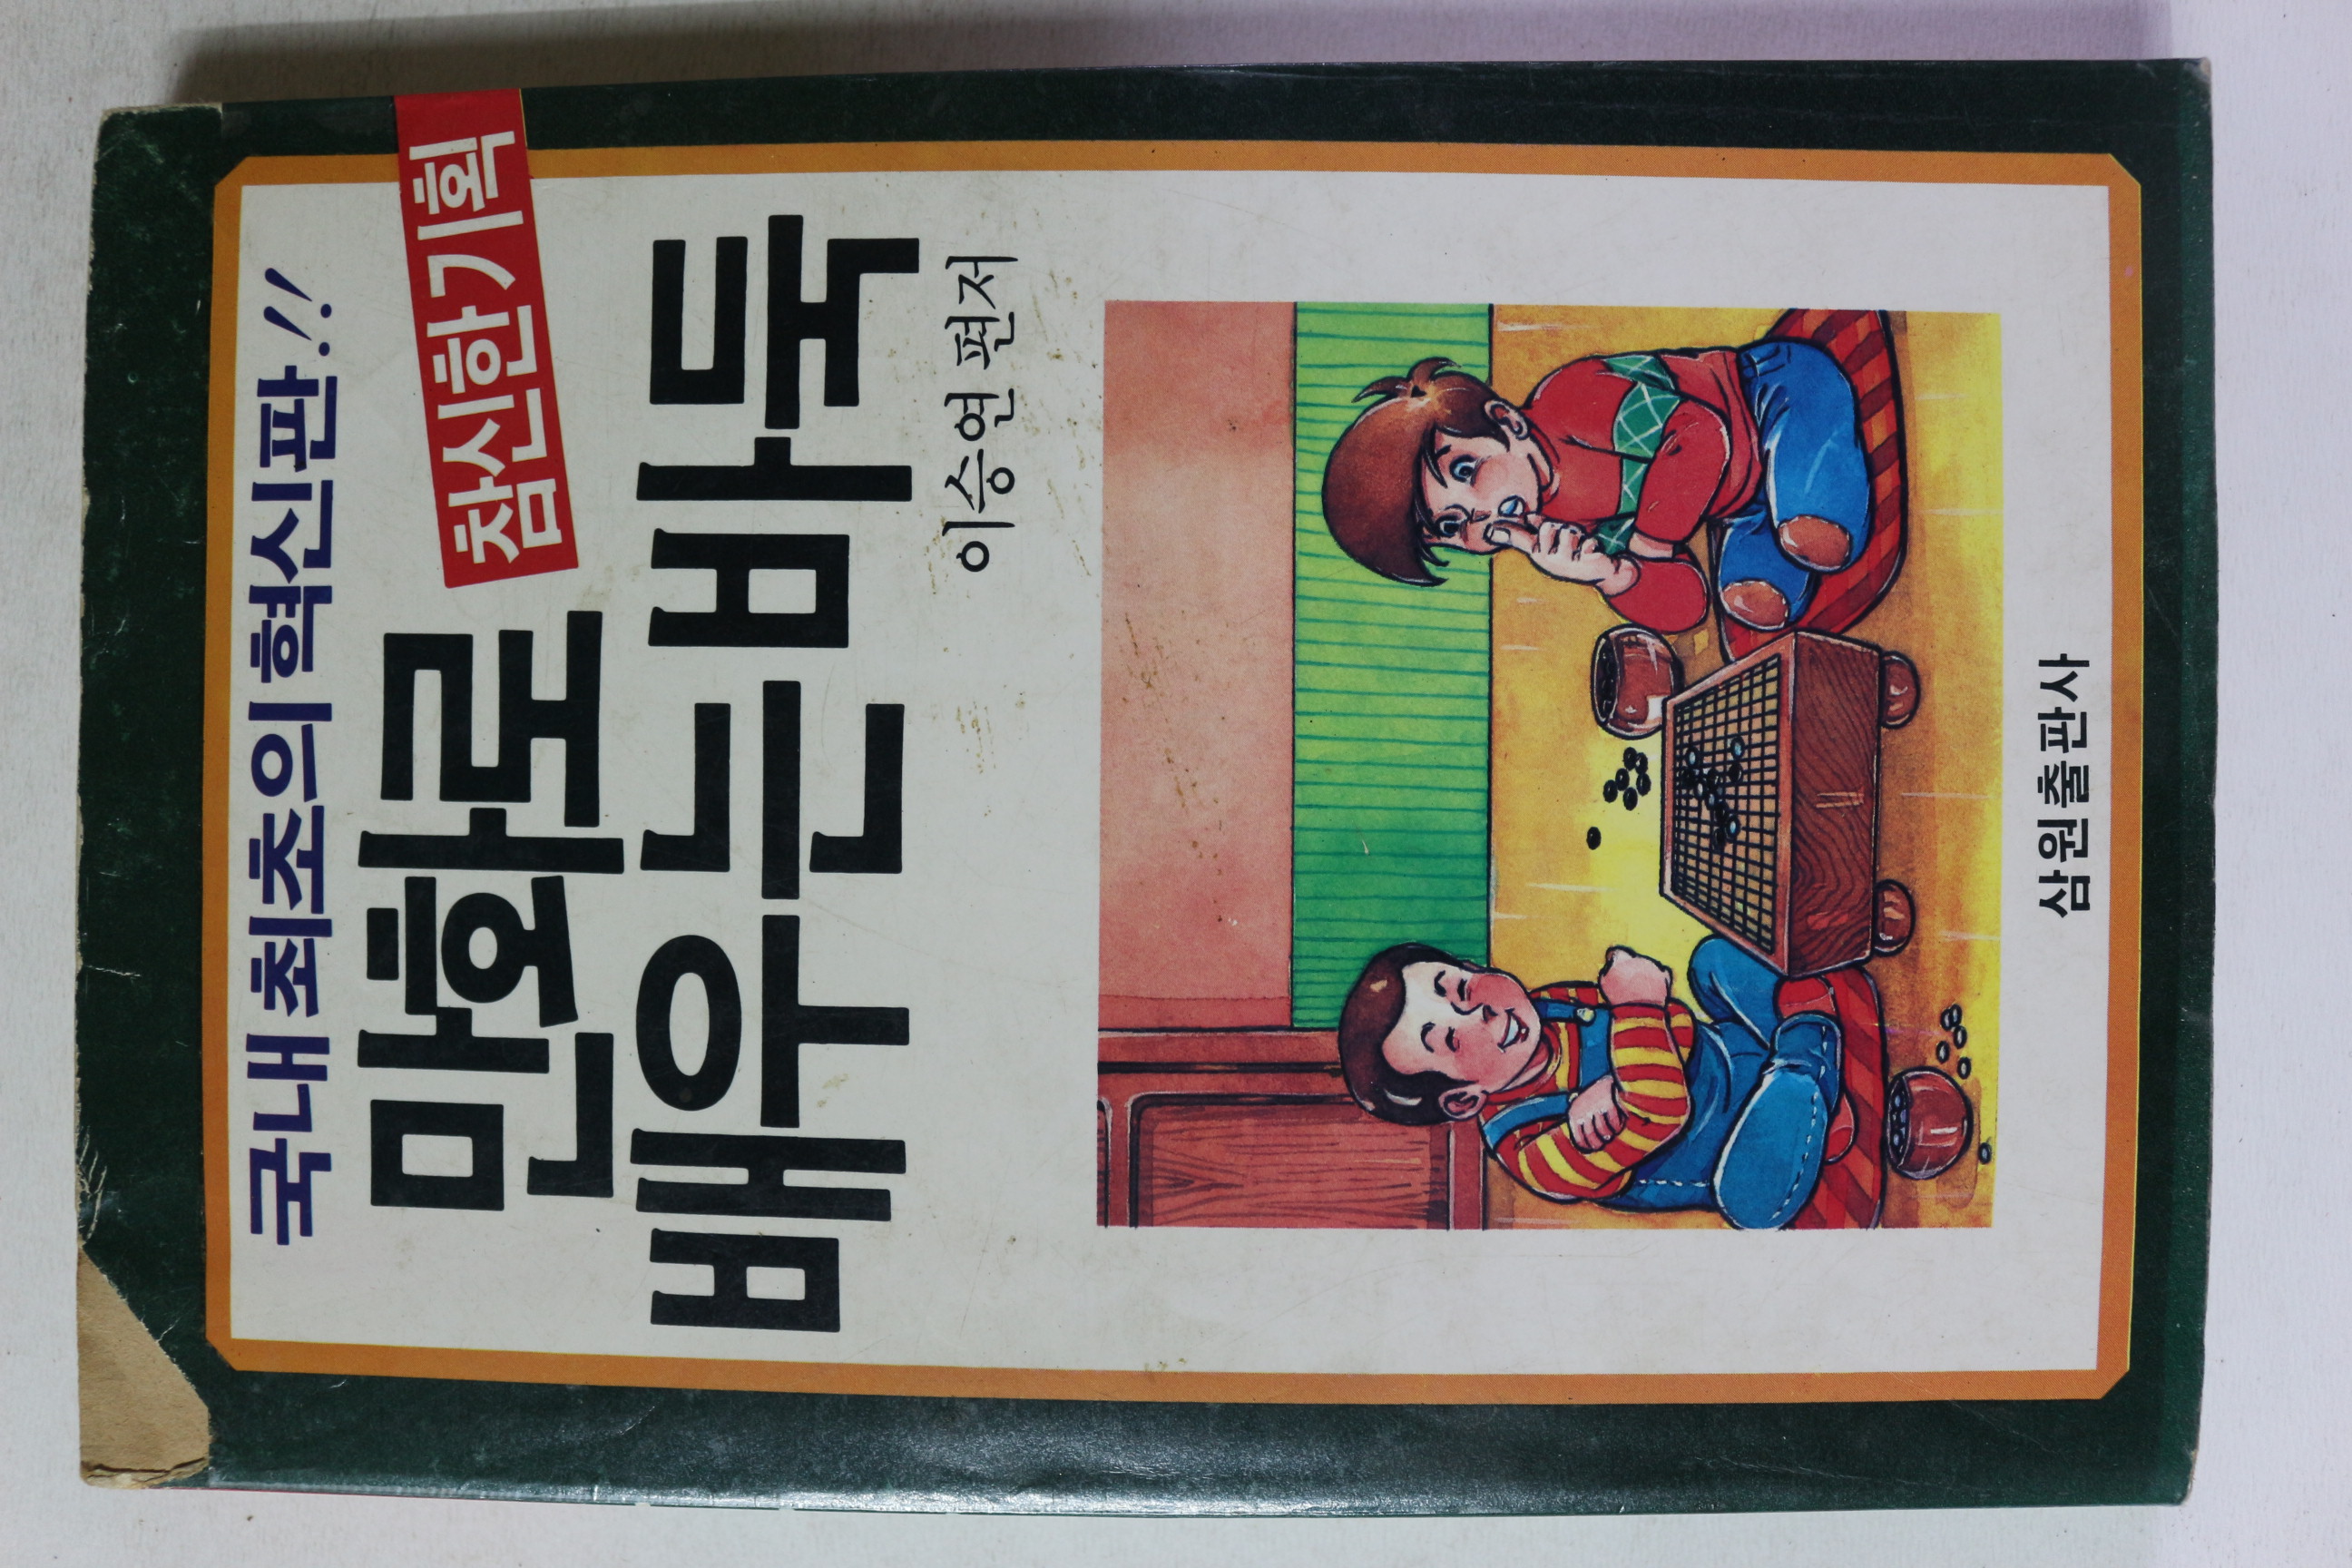 국내 최초의 혁신판!!
참신한 기획
만화로
배우는 바둑
이승연 편저
삼원출판사